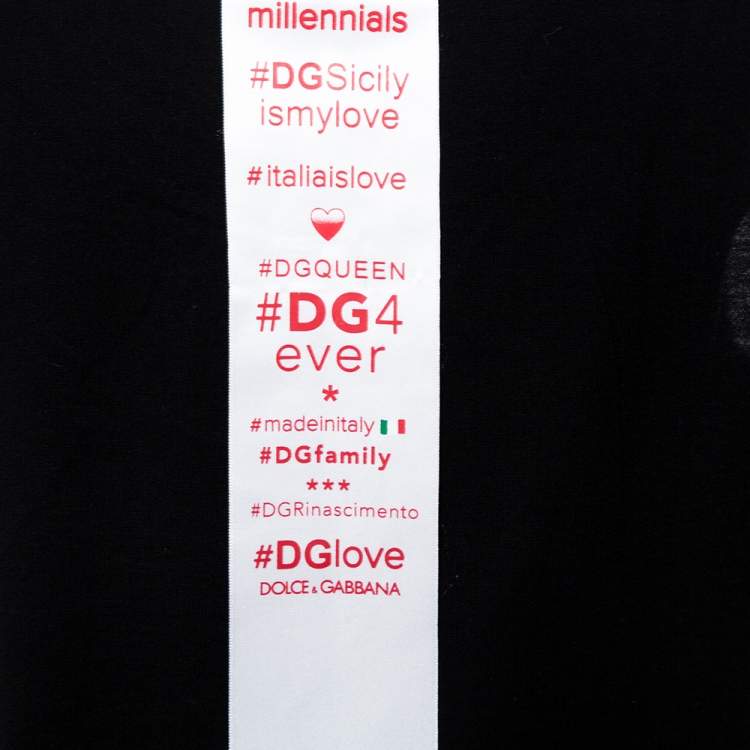 millennials
#DGSicily
ismylove
#italiaislove
#DGQUEEN
#DG4
ever
*
#madeinitaly
#DGfamily
***
#DGRinascimento
#DGlove
DOLCE & GABBANA